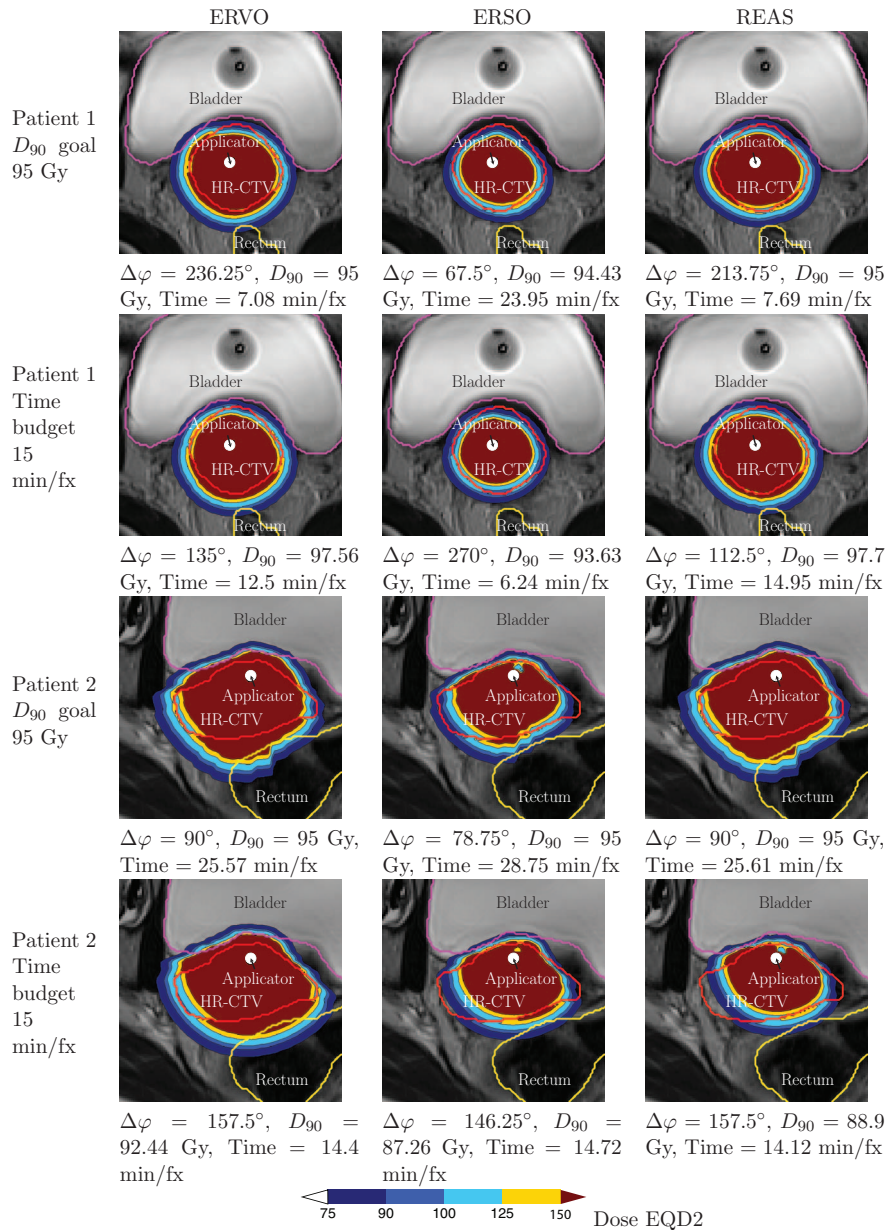 ERVO ERSO REAS
Patient 1
D90 goal
95 Gy
Bladder
Applicator
HR-CTV
Rectum
Bladder
Applicator
HR-CTV
Rectum
Bladder
Applicator
HR-CTV
Rectum
Δφ = 236.25°, D90 = 95
Gy, Time = 7.08 min/fx
Δφ = 67.5°, D90 = 94.43
Gy, Time = 23.95 min/fx
Δφ = 213.75°, D90 = 95
Gy, Time = 7.69 min/fx
Patient 1
Time
budget
15
min/fx
Bladder
Applicator
HR-CTV
Rectum
Bladder
Applicator
HR-CTV
Rectum
Bladder
Applicator
HR-CTV
Rectum
Δφ = 135°, D90 = 97.56
Gy, Time = 12.5 min/fx
Δφ = 270°, D90 = 93.63
Gy, Time = 6.24 min/fx
Δφ = 112.5°, D90 = 97.7
Gy, Time = 14.95 min/fx
Patient 2
D90 goal
95 Gy
Bladder
Applicator
HR-CTV
Rectum
Bladder
Applicator
HR-CTV
Rectum
Bladder
Applicator
HR-CTV
Rectum
Δφ = 90°, D90 = 95 Gy,
Time = 25.57 min/fx
Δφ = 78.75°, D90 = 95
Gy, Time = 28.75 min/fx
Δφ = 90°, D90 = 95 Gy,
Time = 25.61 min/fx
Patient 2
Time
budget
15
min/fx
Bladder
Applicator
HR-CTV
Rectum
Bladder
Applicator
HR-CTV
Rectum
Bladder
Applicator
HR-CTV
Rectum
Δφ = 157.5°, D90 =
92.44 Gy, Time = 14.4
min/fx
Δφ = 146.25°, D90 =
87.26 Gy, Time = 14.72
min/fx
Δφ = 157.5°, D90 = 88.9
Gy, Time = 14.12 min/fx
75 90 100 125 150
Dose EQD2